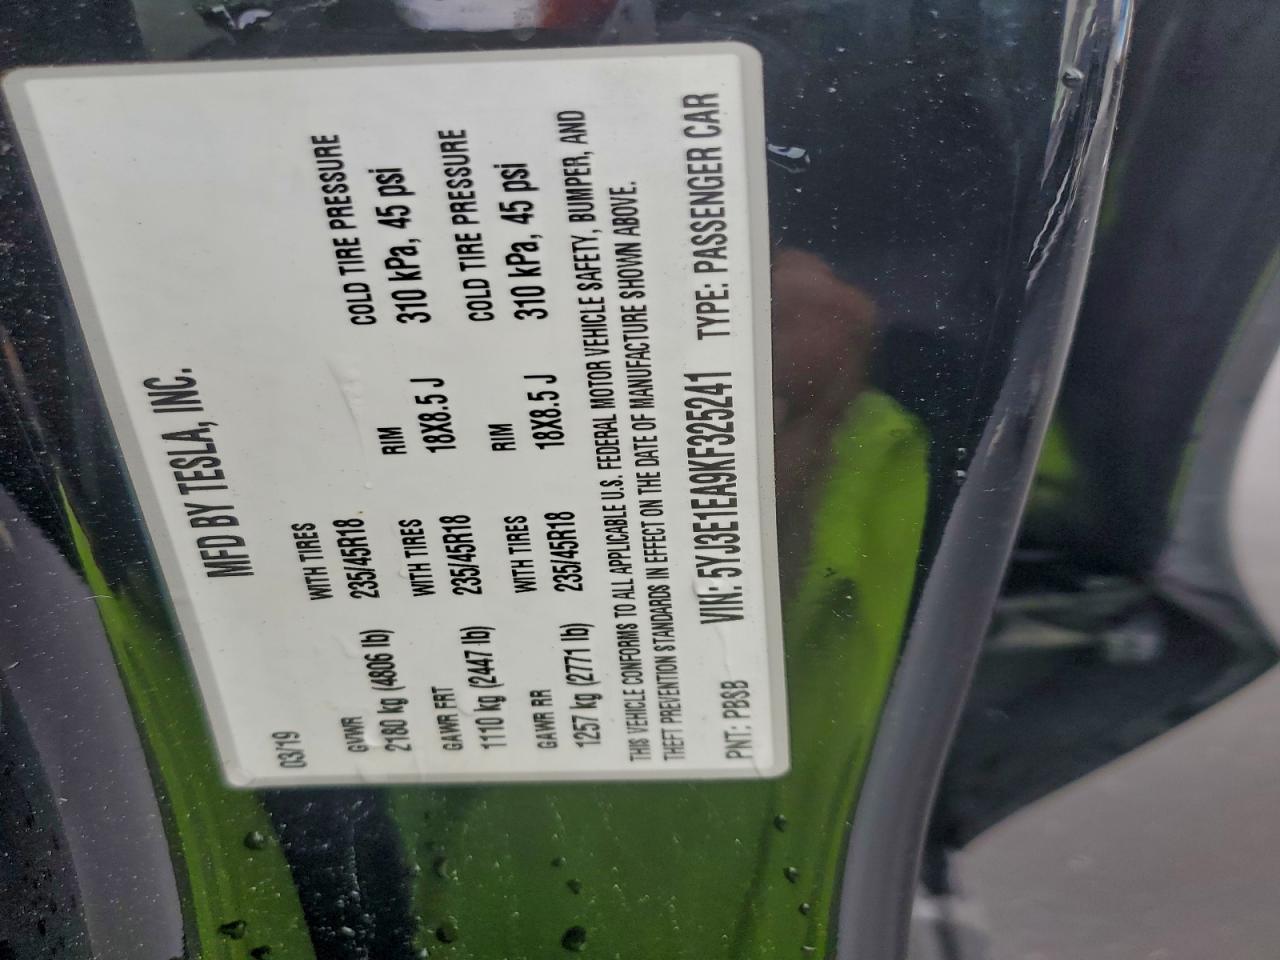 MFD BY TESLA, INC.
03/19
GVWR WITH TIRES RIM COLD TIRE PRESSURE
2180 kg (4806 lb) 235/45R18 18X8.5 J 310 kPa, 45 psi
GAWR FRT WITH TIRES RIM COLD TIRE PRESSURE
1110 kg (2447 lb) 235/45R18 18X8.5 J 310 kPa, 45 psi
GAWR RR WITH TIRES
1257 kg (2771 lb) 235/45R18
THIS VEHICLE CONFORMS TO ALL APPLICABLE U.S. FEDERAL MOTOR VEHICLE SAFETY, BUMPER, AND
THEFT PREVENTION STANDARDS IN EFFECT ON THE DATE OF MANUFACTURE SHOWN ABOVE.
PNT: PBSB VIN: 5YJ3E1EA9KF325241 TYPE: PASSENGER CAR